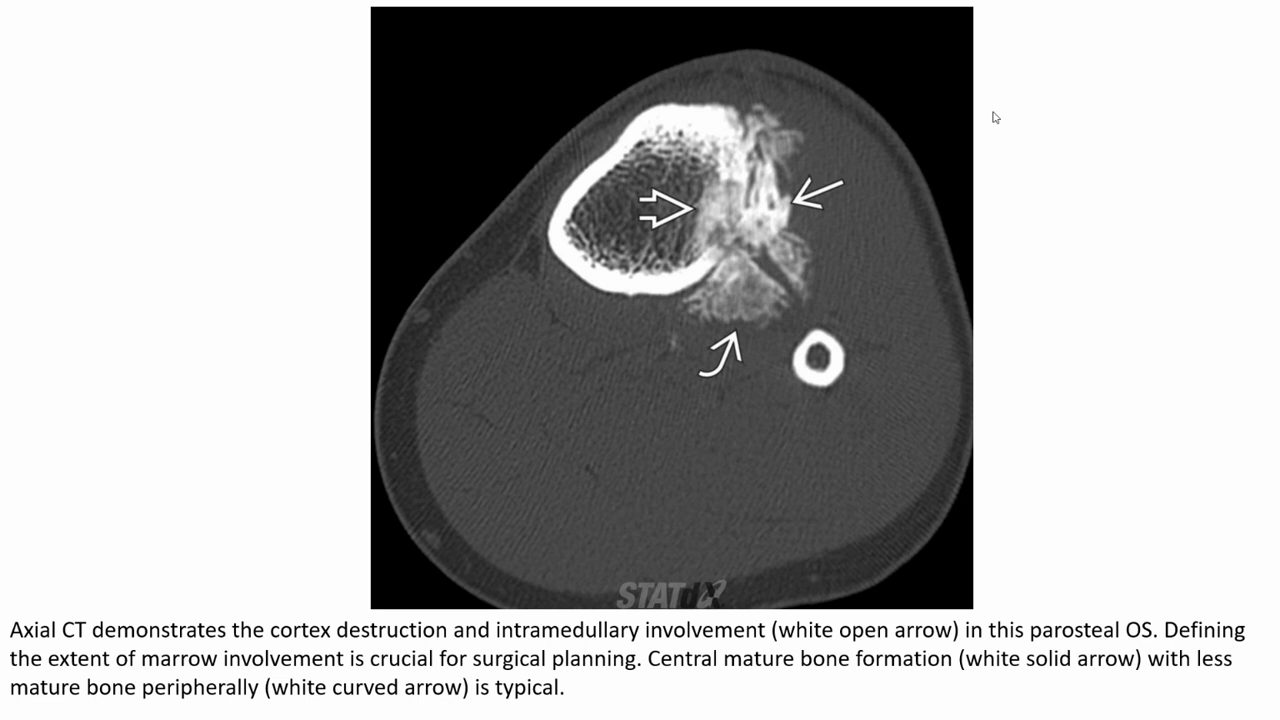 STATdx
Axial CT demonstrates the cortex destruction and intramedullary involvement (white open arrow) in this parosteal OS. Defining
the extent of marrow involvement is crucial for surgical planning. Central mature bone formation (white solid arrow) with less
mature bone peripherally (white curved arrow) is typical.